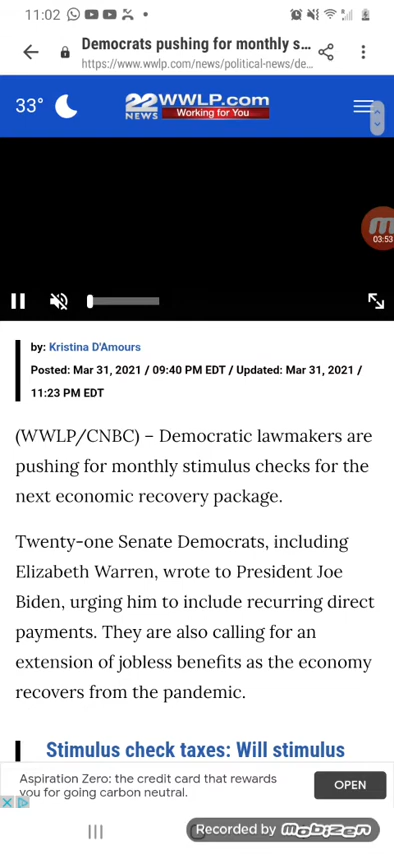 11:02
Democrats pushing for monthly s...
https://www.wwlp.com/news/political-news/de...
33°
22 NEWS WWLP.com
Working for You
03:53
by: Kristina D'Amours
Posted: Mar 31, 2021 / 09:40 PM EDT / Updated: Mar 31, 2021 /
11:23 PM EDT
(WWLP/CNBC) – Democratic lawmakers are
pushing for monthly stimulus checks for the
next economic recovery package.
Twenty-one Senate Democrats, including
Elizabeth Warren, wrote to President Joe
Biden, urging him to include recurring direct
payments. They are also calling for an
extension of jobless benefits as the economy
recovers from the pandemic.
Stimulus check taxes: Will stimulus
Aspiration Zero: the credit card that rewards
you for going carbon neutral.
OPEN
Recorded by mobizen